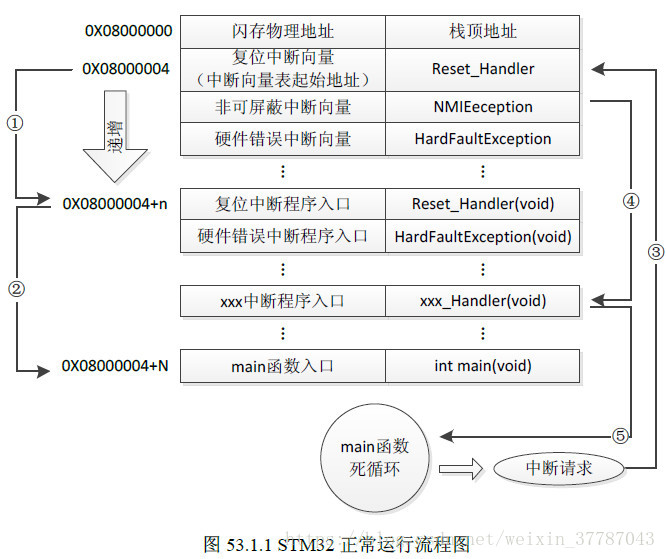 0X08000000 闪存物理地址 栈顶地址
0X08000004 复位中断向量 Reset_Handler
（中断向量表起始地址）
非可屏蔽中断向量 NMIEeception
硬件错误中断向量 HardFaultException
① 递增
⋮ ⋮
0X08000004+n 复位中断程序入口 Reset_Handler(void)
④
硬件错误中断程序入口 HardFaultException(void)
③
⋮ ⋮
②
xxx中断程序入口 xxx_Handler(void)
⋮ ⋮
0X08000004+N main函数入口 int main(void)
⑤
main函数
死循环
中断请求
图 53.1.1 STM32 正常运行流程图
net/weixin_37787043